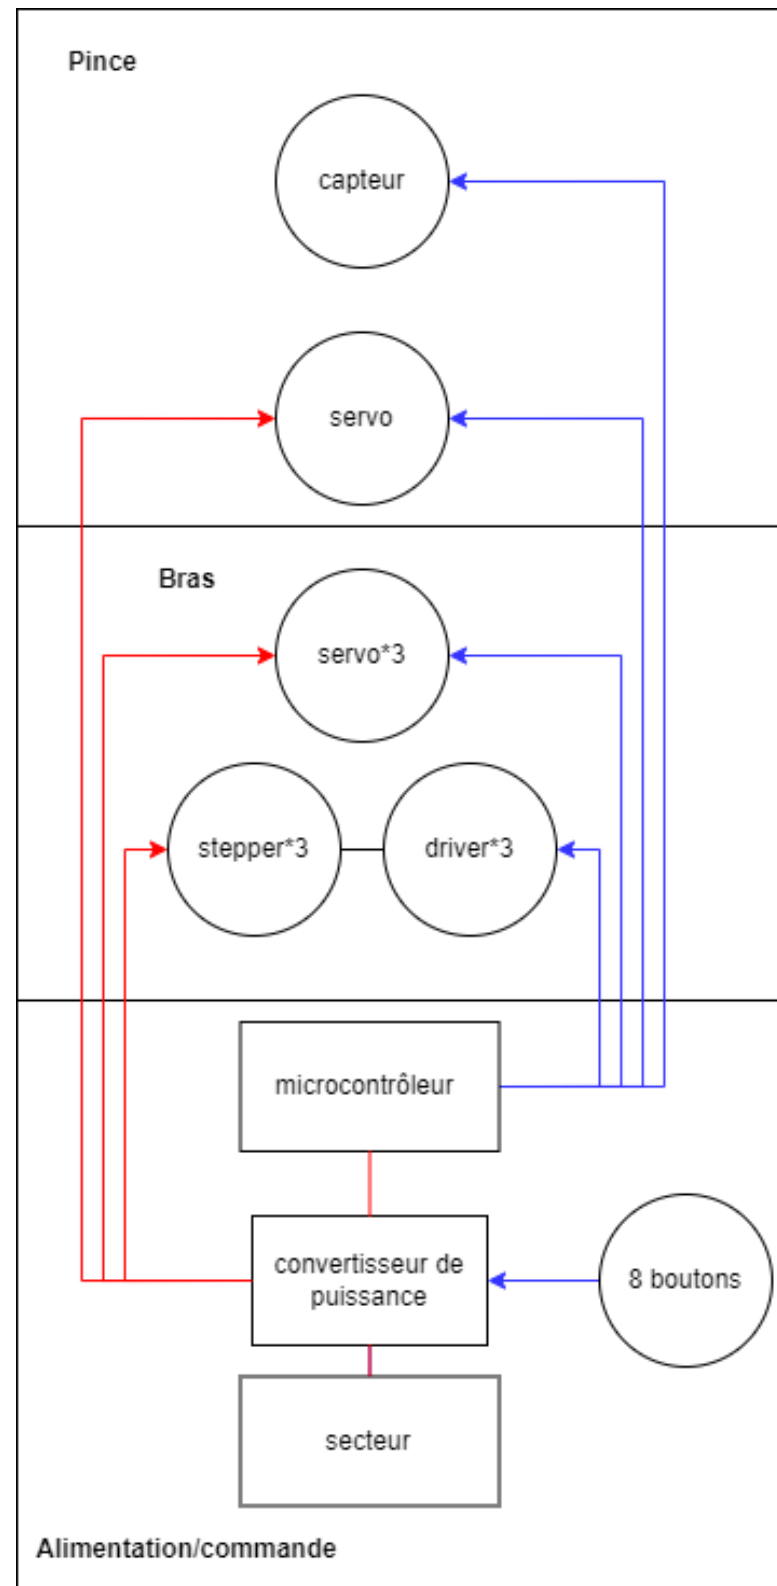 Pince
capteur
servo
Bras
servo*3
stepper*3
driver*3
microcontrôleur
convertisseur de
puissance
8 boutons
secteur
Alimentation/commande